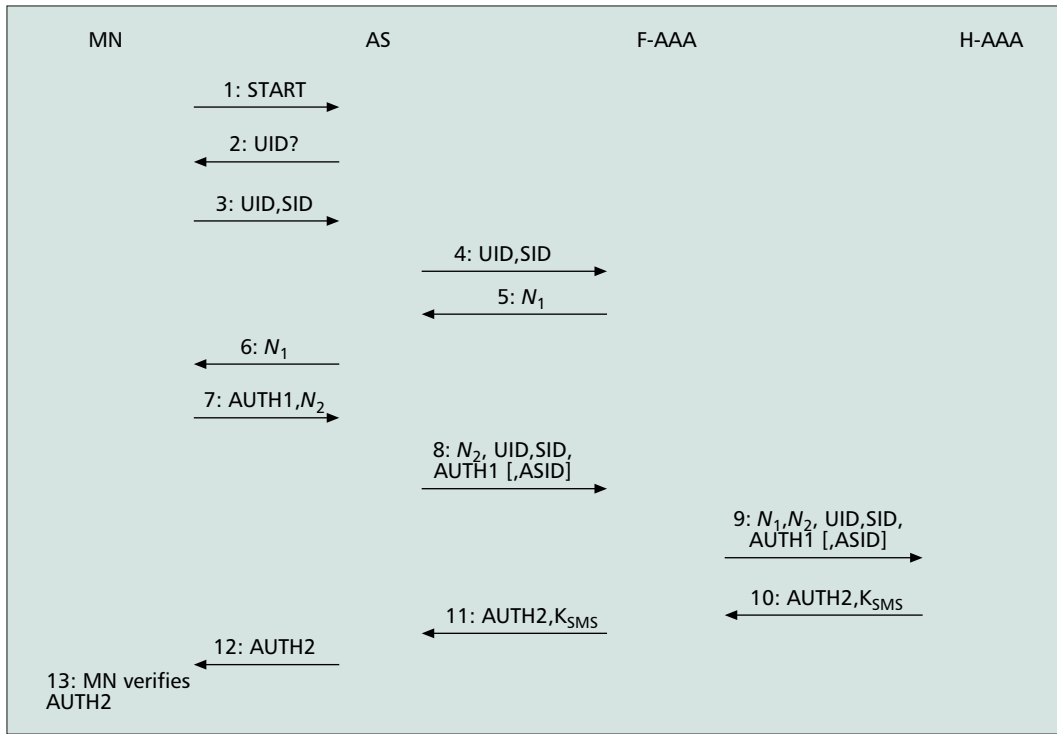 MN AS F-AAA H-AAA
1: START
2: UID?
3: UID,SID
4: UID,SID
5: N1
6: N1
7: AUTH1,N2
8: N2, UID,SID,
AUTH1 [,ASID]
9: N1,N2, UID,SID,
AUTH1 [,ASID]
10: AUTH2,KSMS
11: AUTH2,KSMS
12: AUTH2
13: MN verifies
AUTH2